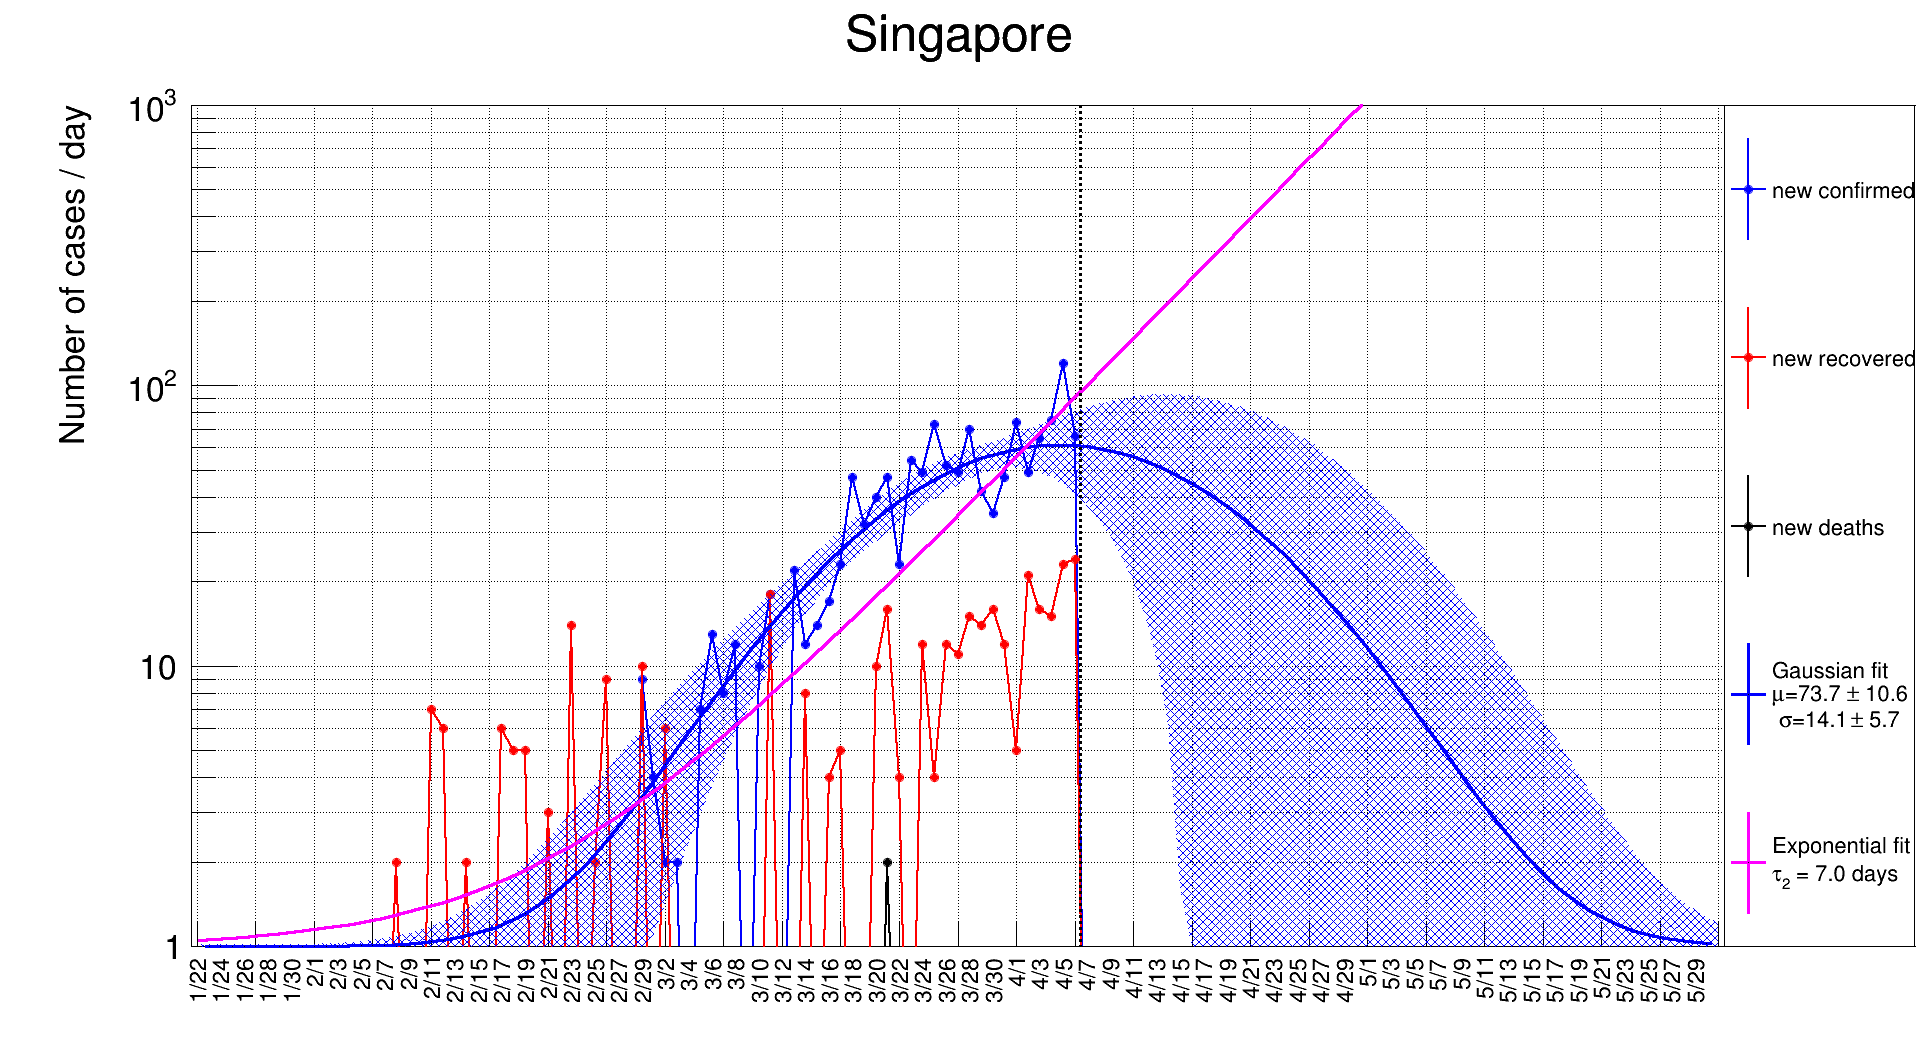 Singapore
Number of cases / day
10³
10²
10
1
1/22 1/24 1/26 1/28 1/30 2/1 2/3 2/5 2/7 2/9 2/11 2/13 2/15 2/17 2/19 2/21 2/23 2/25 2/27 2/29 3/2 3/4 3/6 3/8 3/10 3/12 3/14 3/16 3/18 3/20 3/22 3/24 3/26 3/28 3/30 4/1 4/3 4/5 4/7 4/9 4/11 4/13 4/15 4/17 4/19 4/21 4/23 4/25 4/27 4/29 5/1 5/3 5/5 5/7 5/9 5/11 5/13 5/15 5/17 5/19 5/21 5/23 5/25 5/27 5/29
new confirmed
new recovered
new deaths
Gaussian fit
μ=73.7 ± 10.6
σ=14.1 ± 5.7
Exponential fit
τ₂ = 7.0 days